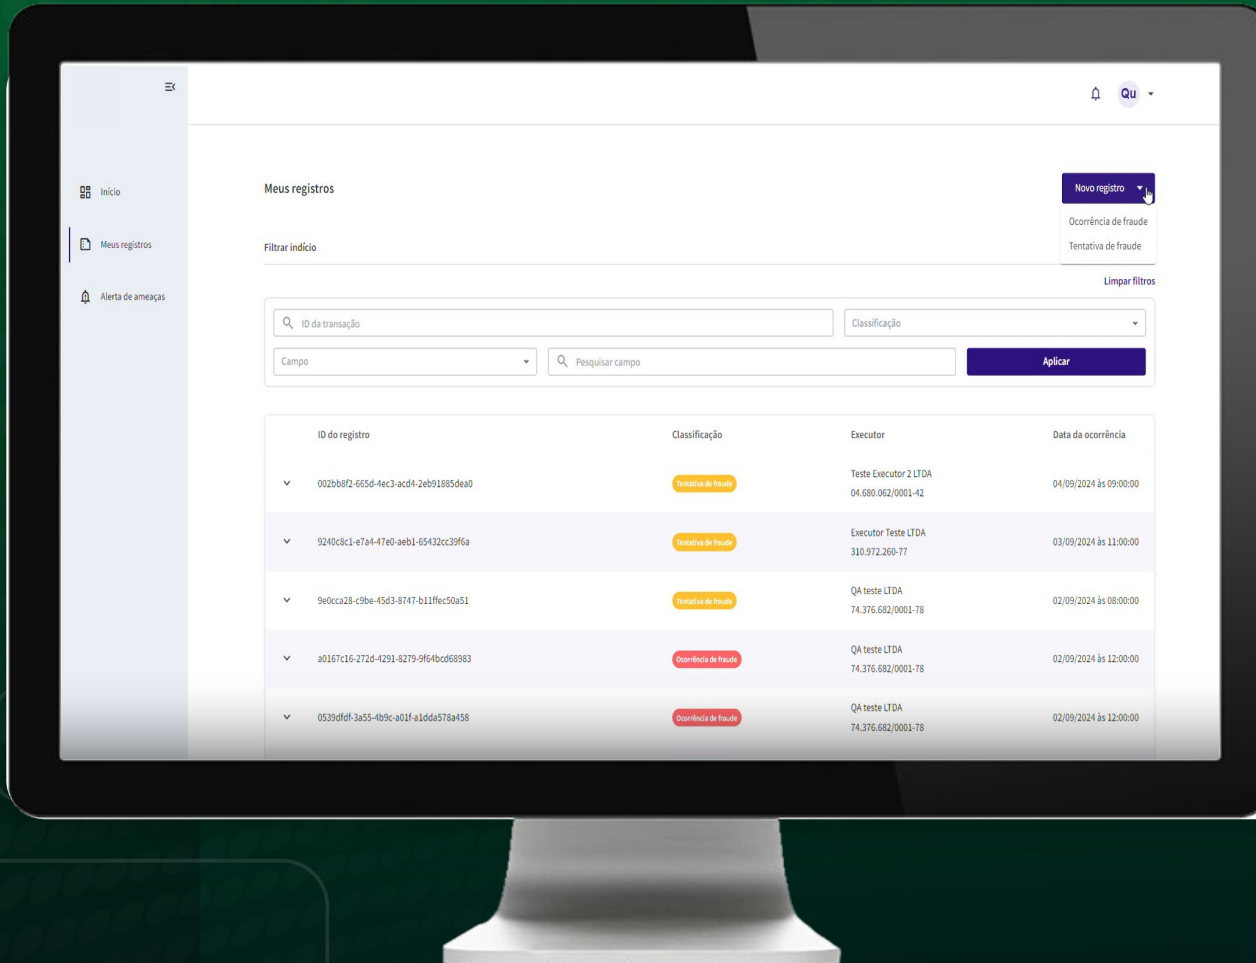 Qu
Início
Meus registros
Alerta de ameaças
Meus registros
Novo registro
Ocorrência de fraude
Tentativa de fraude
Filtrar indício
Limpar filtros
ID da transação
Classificação
Campo
Pesquisar campo
Aplicar
ID do registro Classificação Executor Data da ocorrência
002bb8f2-665d-4ec3-acd4-2eb91885dea0 Tentativa de fraude Teste Executor 2 LTDA 04/09/2024 às 09:00:00
04.680.062/0001-42
9240c8c1-e7a4-47e0-aeb1-65432cc39f6a Tentativa de fraude Executor Teste LTDA 03/09/2024 às 11:00:00
310.972.260-77
9e0cca28-c9be-45d3-8747-b11ffec50a51 Tentativa de fraude QA teste LTDA 02/09/2024 às 08:00:00
74.376.682/0001-78
a0167c16-272d-4291-8279-9f64bcd68983 Ocorrência de fraude QA teste LTDA 02/09/2024 às 12:00:00
74.376.682/0001-78
0539dfdf-3a55-4b9c-a01f-a1dda578a458 Ocorrência de fraude QA teste LTDA 02/09/2024 às 12:00:00
74.376.682/0001-78